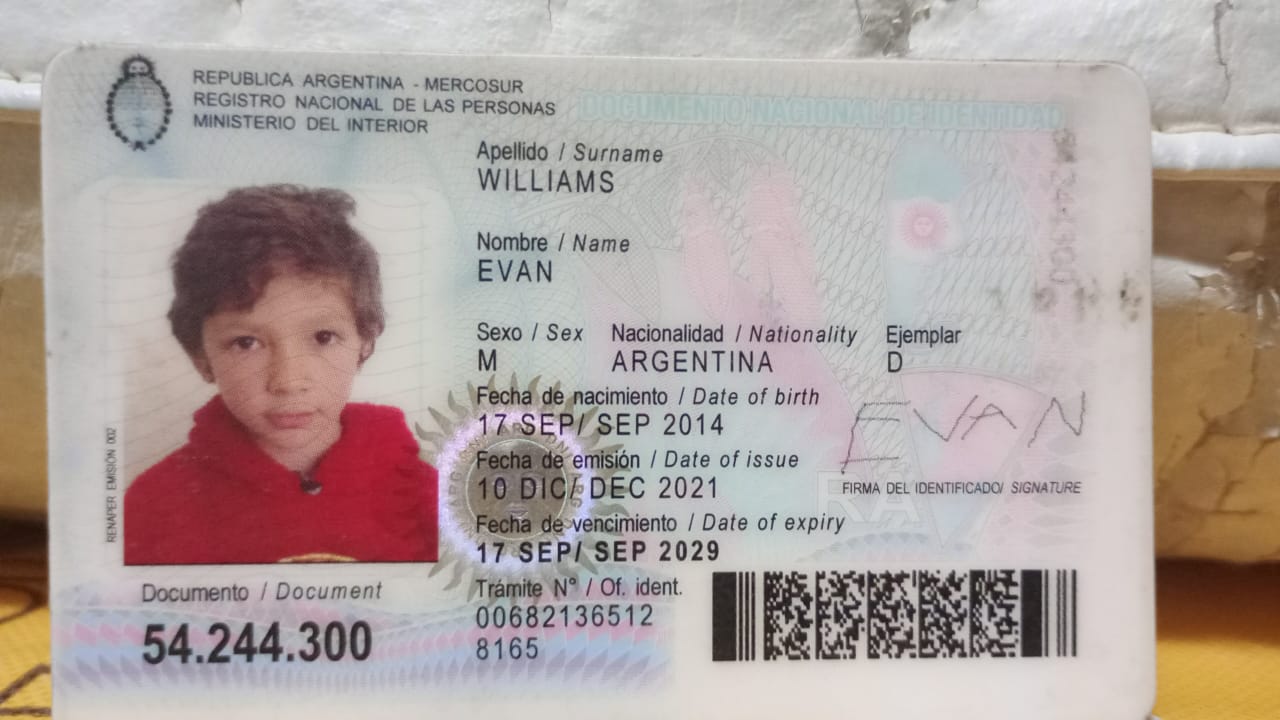 REPUBLICA ARGENTINA - MERCOSUR
REGISTRO NACIONAL DE LAS PERSONAS
MINISTERIO DEL INTERIOR
DOCUMENTO NACIONAL DE IDENTIDAD
Apellido / Surname
WILLIAMS
Nombre / Name
EVAN
Sexo / Sex Nacionalidad / Nationality Ejemplar
M ARGENTINA D
Fecha de nacimiento / Date of birth
17 SEP/ SEP 2014
Fecha de emisión / Date of issue
10 DIC/ DEC 2021
Fecha de vencimiento / Date of expiry
17 SEP/ SEP 2029
EVAN
FIRMA DEL IDENTIFICADO/ SIGNATURE
RENAPER EMISIÓN 002
Documento / Document
54.244.300
Trámite N° / Of. ident.
00682136512
8165
RA